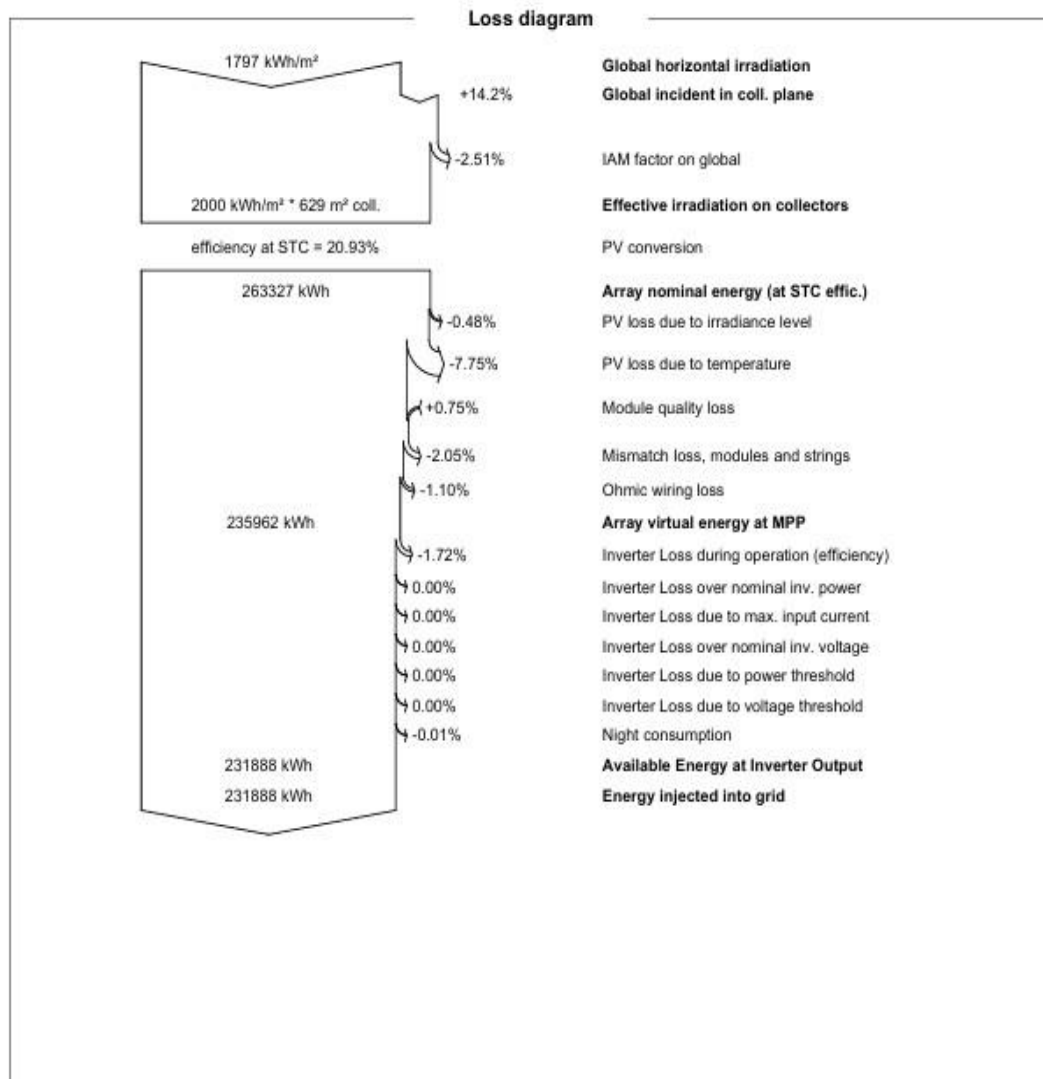 Loss diagram
1797 kWh/m²
Global horizontal irradiation
+14.2%
Global incident in coll. plane
-2.51%
IAM factor on global
2000 kWh/m² * 629 m² coll.
Effective irradiation on collectors
efficiency at STC = 20.93%
PV conversion
263327 kWh
Array nominal energy (at STC effic.)
-0.48%
PV loss due to irradiance level
-7.75%
PV loss due to temperature
+0.75%
Module quality loss
-2.05%
Mismatch loss, modules and strings
-1.10%
Ohmic wiring loss
235962 kWh
Array virtual energy at MPP
-1.72%
Inverter Loss during operation (efficiency)
0.00%
Inverter Loss over nominal inv. power
0.00%
Inverter Loss due to max. input current
0.00%
Inverter Loss over nominal inv. voltage
0.00%
Inverter Loss due to power threshold
0.00%
Inverter Loss due to voltage threshold
-0.01%
Night consumption
231888 kWh
Available Energy at Inverter Output
231888 kWh
Energy injected into grid